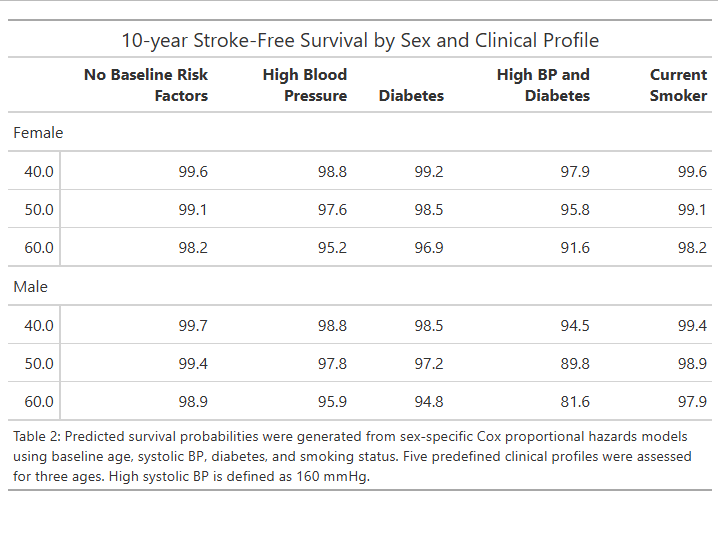 10-year Stroke-Free Survival by Sex and Clinical Profile
No Baseline Risk Factors High Blood Pressure Diabetes High BP and Diabetes Current Smoker
Female
40.0 99.6 98.8 99.2 97.9 99.6
50.0 99.1 97.6 98.5 95.8 99.1
60.0 98.2 95.2 96.9 91.6 98.2
Male
40.0 99.7 98.8 98.5 94.5 99.4
50.0 99.4 97.8 97.2 89.8 98.9
60.0 98.9 95.9 94.8 81.6 97.9
Table 2: Predicted survival probabilities were generated from sex-specific Cox proportional hazards models
using baseline age, systolic BP, diabetes, and smoking status. Five predefined clinical profiles were assessed
for three ages. High systolic BP is defined as 160 mmHg.